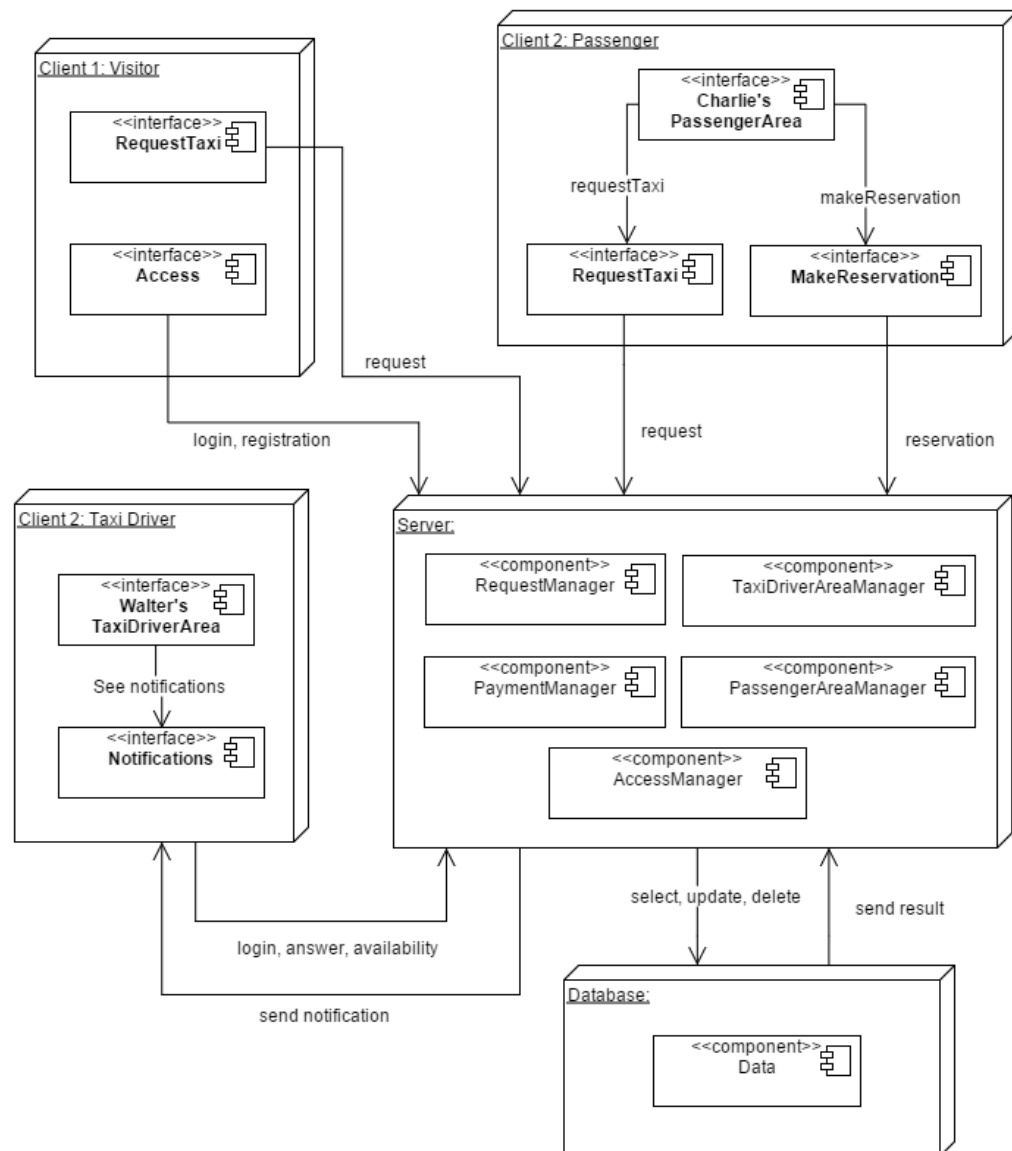 Client 1: Visitor
<<interface>>
RequestTaxi
<<interface>>
Access
Client 2: Passenger
<<interface>>
Charlie's
PassengerArea
requestTaxi
makeReservation
<<interface>>
RequestTaxi
<<interface>>
MakeReservation
request
login, registration
request
reservation
Client 2: Taxi Driver
<<interface>>
Walter's
TaxiDriverArea
See notifications
<<interface>>
Notifications
Server:
<<component>>
RequestManager
<<component>>
TaxiDriverAreaManager
<<component>>
PaymentManager
<<component>>
PassengerAreaManager
<<component>>
AccessManager
login, answer, availability
send notification
select, update, delete
send result
Database:
<<component>>
Data